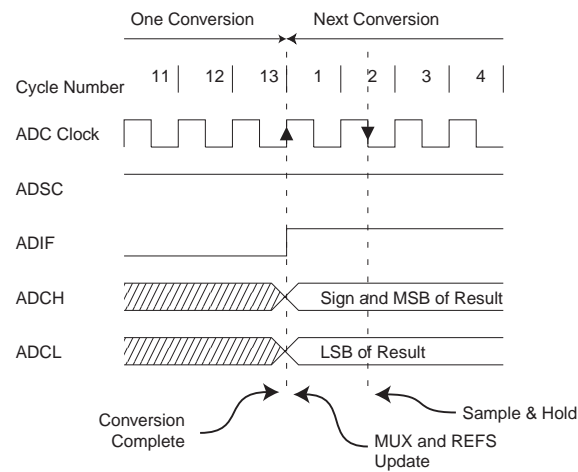 One Conversion Next Conversion
Cycle Number 11 12 13 1 2 3 4
ADC Clock
ADSC
ADIF
ADCH Sign and MSB of Result
ADCL LSB of Result
Conversion
Complete
MUX and REFS
Update
Sample & Hold